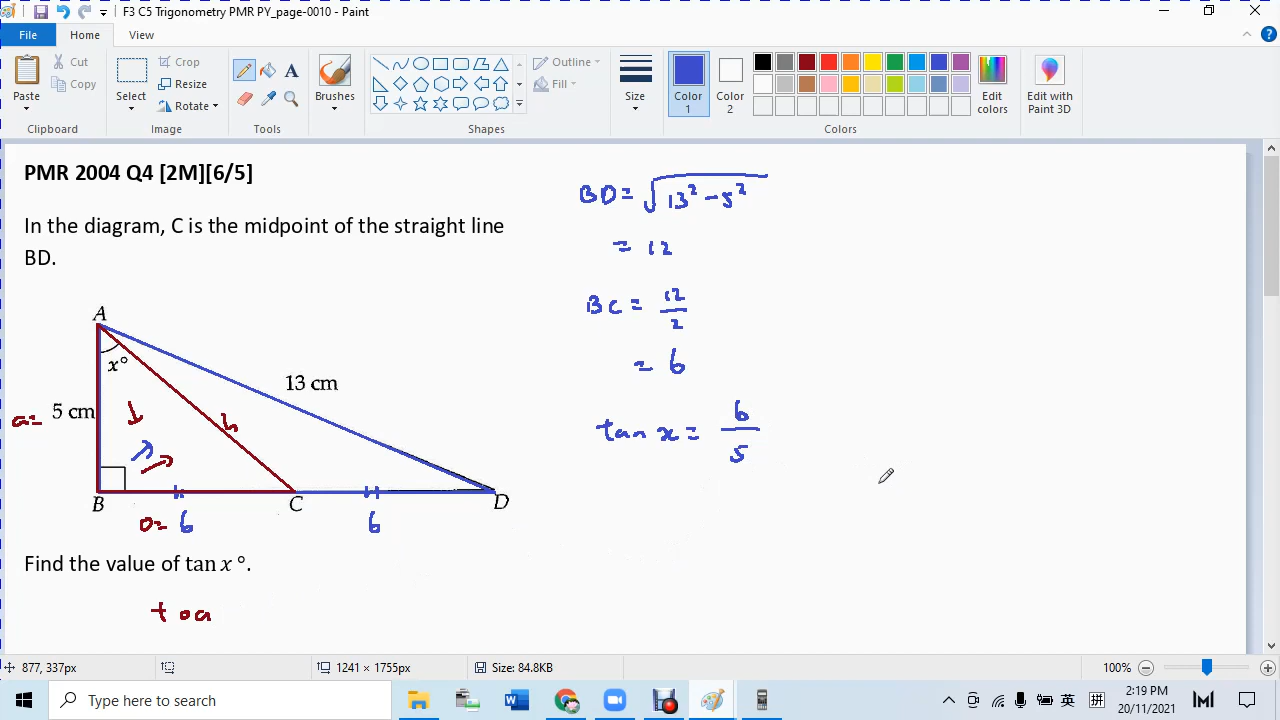 F3 C5 Trigonometry PMR PY_page-0010 - Paint
File Home View
Paste Cut Copy Clipboard
Select Crop Resize Rotate Image
Tools
Brushes
Outline Fill Shapes
Size
Color 1 Color 2 Edit colors Colors
Edit with Paint 3D
PMR 2004 Q4 [2M][6/5]
In the diagram, C is the midpoint of the straight line
BD.
A
x°
13 cm
a= 5 cm
h
B C D
o= 6 6
Find the value of tan x °.
t oa
BD = √13² - 5²
= 12
BC = 12/2
= 6
tan x = 6/5
877, 337px 1241 × 1755px Size: 84.8KB 100%
Type here to search
英 拼 2:19 PM
20/11/2021